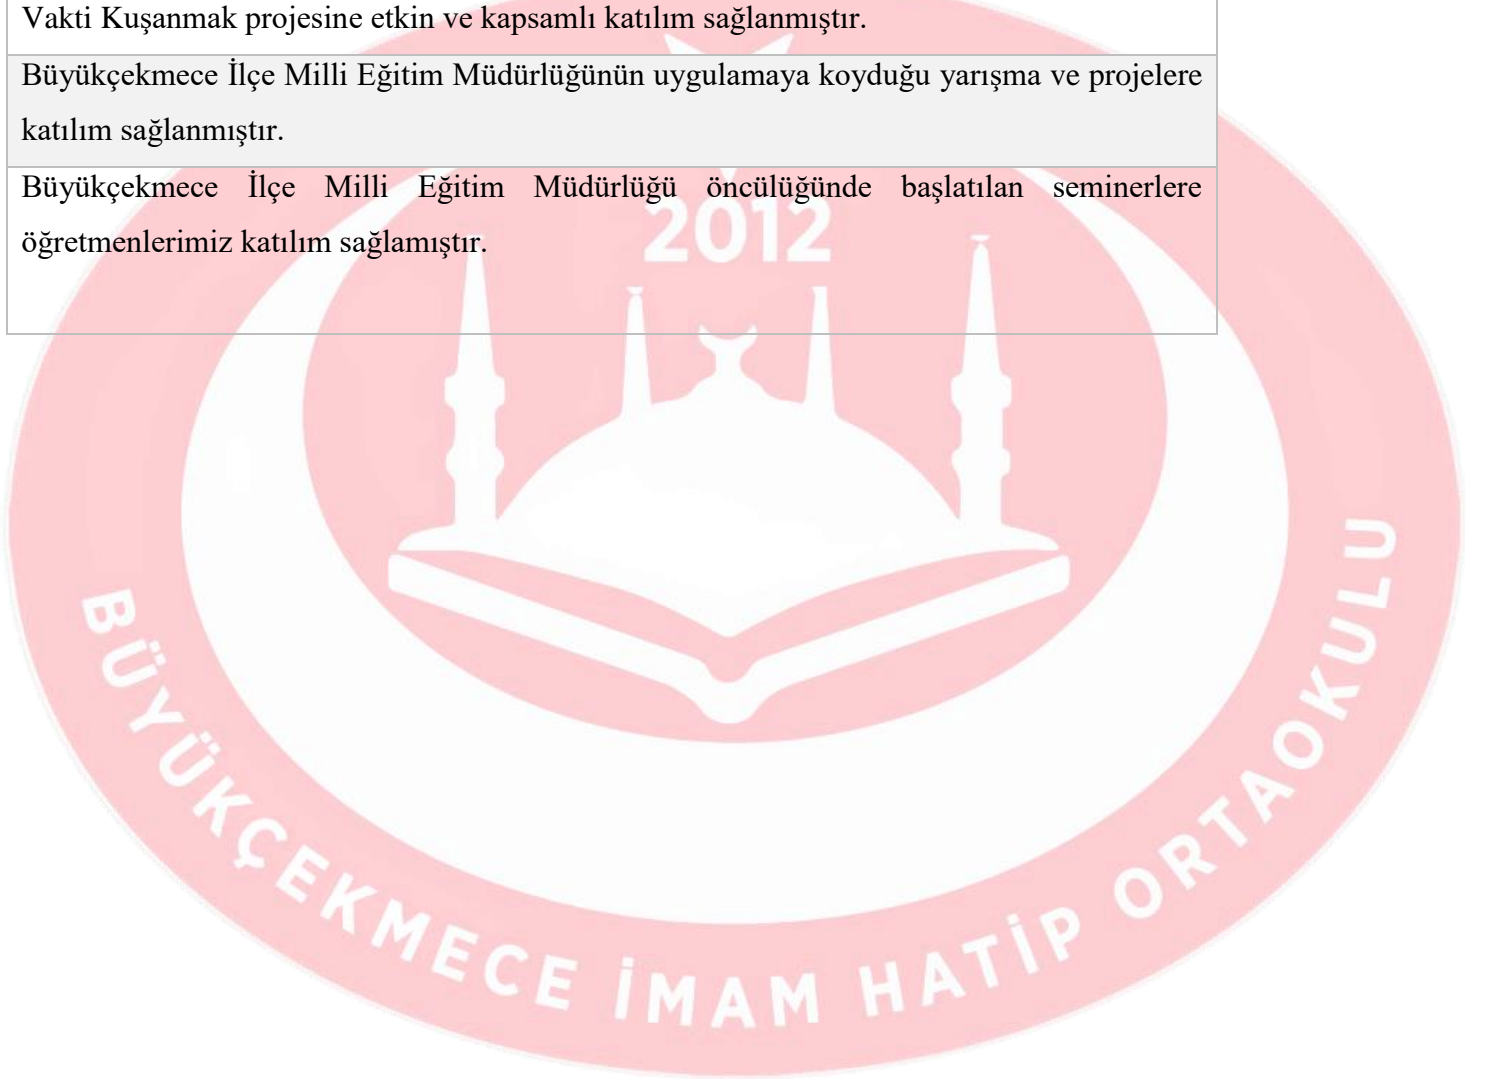 Vakti Kuşanmak projesine etkin ve kapsamlı katılım sağlanmıştır.
Büyükçekmece İlçe Milli Eğitim Müdürlüğünün uygulamaya koyduğu yarışma ve projelere
katılım sağlanmıştır.
Büyükçekmece İlçe Milli Eğitim Müdürlüğü öncülüğünde başlatılan seminerlere
öğretmenlerimiz katılım sağlamıştır.
2012
BÜYÜKÇEKMECE İMAM HATİP ORTAOKULU